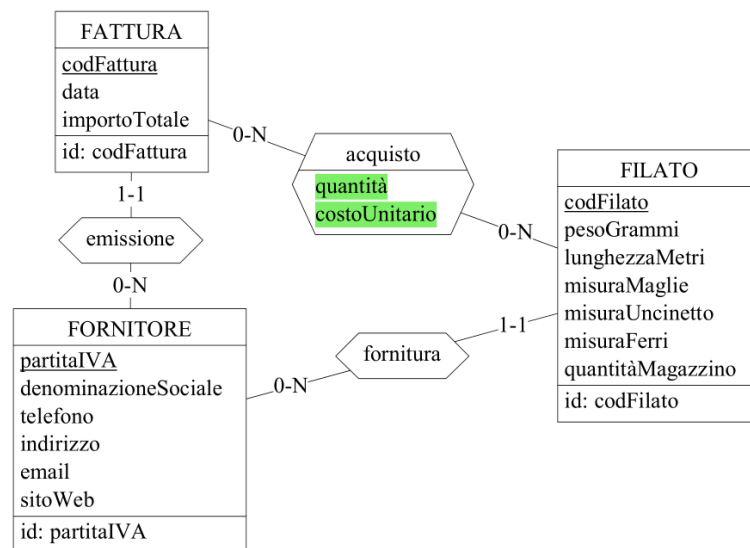 FATTURA
codFattura
data
importoTotale
id: codFattura
0-N
acquisto
quantità
costoUnitario
0-N
FILATO
codFilato
pesoGrammi
lunghezzaMetri
misuraMaglie
misuraUncinetto
misuraFerri
quantitàMagazzino
id: codFilato
1-1
emissione
0-N
FORNITORE
partitaIVA
denominazioneSociale
telefono
indirizzo
email
sitoWeb
id: partitaIVA
0-N
fornitura
1-1